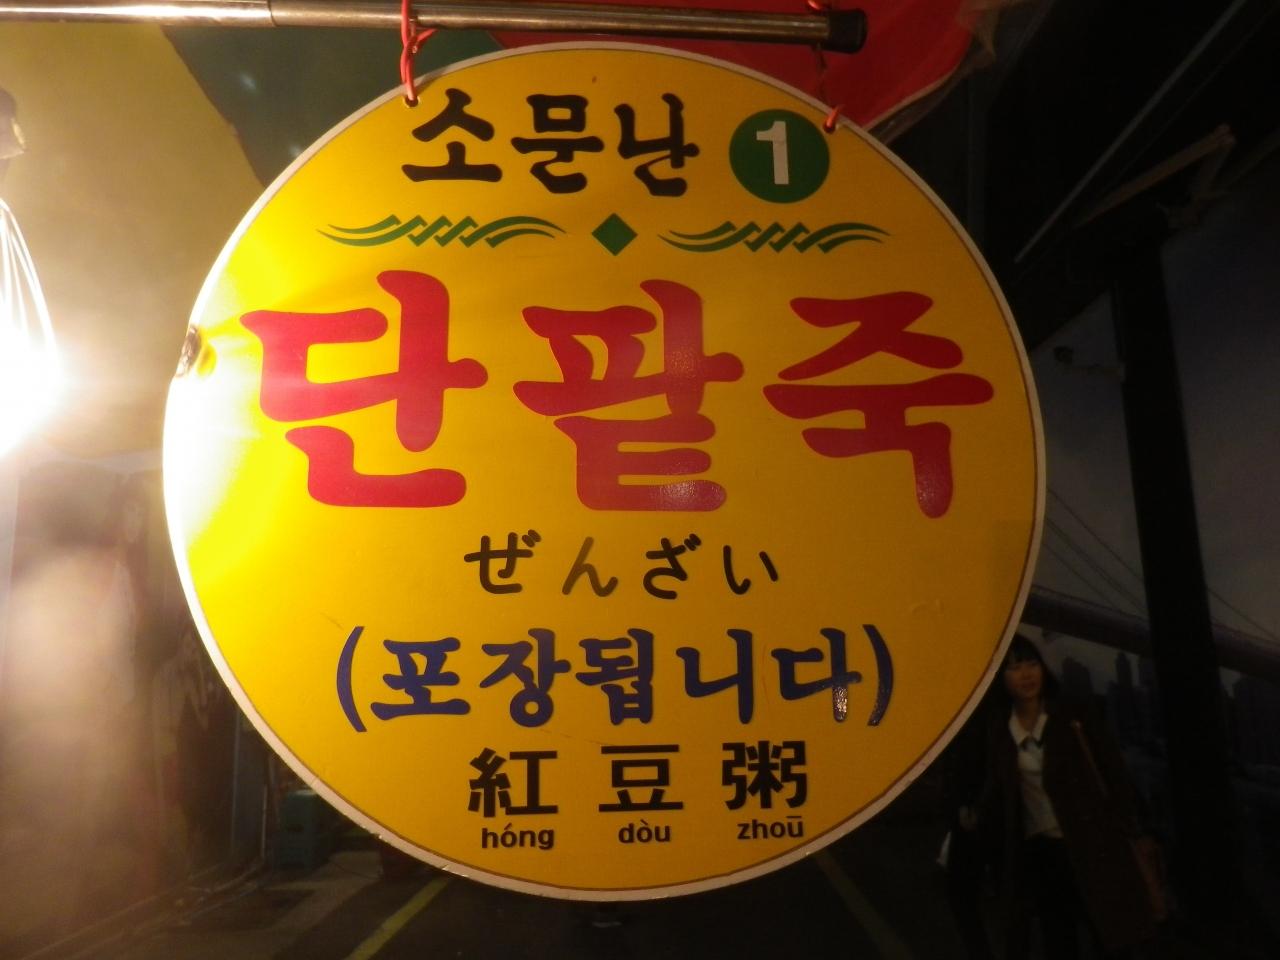 소문난 1
단팥죽
ぜんざい
(포장됩니다)
紅豆粥
hóng dòu zhoū